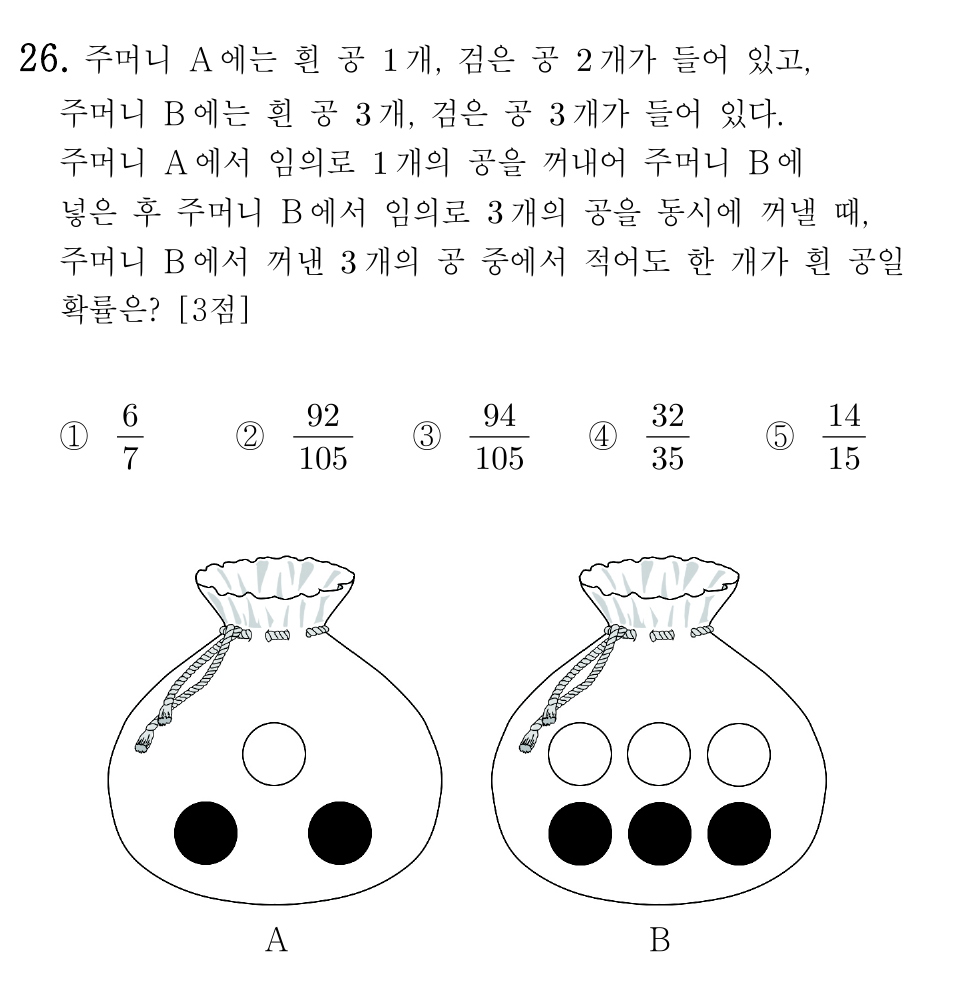 26. 주머니 A에는 흰 공 1개, 검은 공 2개가 들어 있고,
주머니 B에는 흰 공 3개, 검은 공 3개가 들어 있다.
주머니 A에서 임의로 1개의 공을 꺼내어 주머니 B에
넣은 후 주머니 B에서 임의로 3개의 공을 동시에 꺼낼 때,
주머니 B에서 꺼낸 3개의 공 중에서 적어도 한 개가 흰 공일
확률은? [3점]
① 6/7 ② 92/105 ③ 94/105 ④ 32/35 ⑤ 14/15
A B